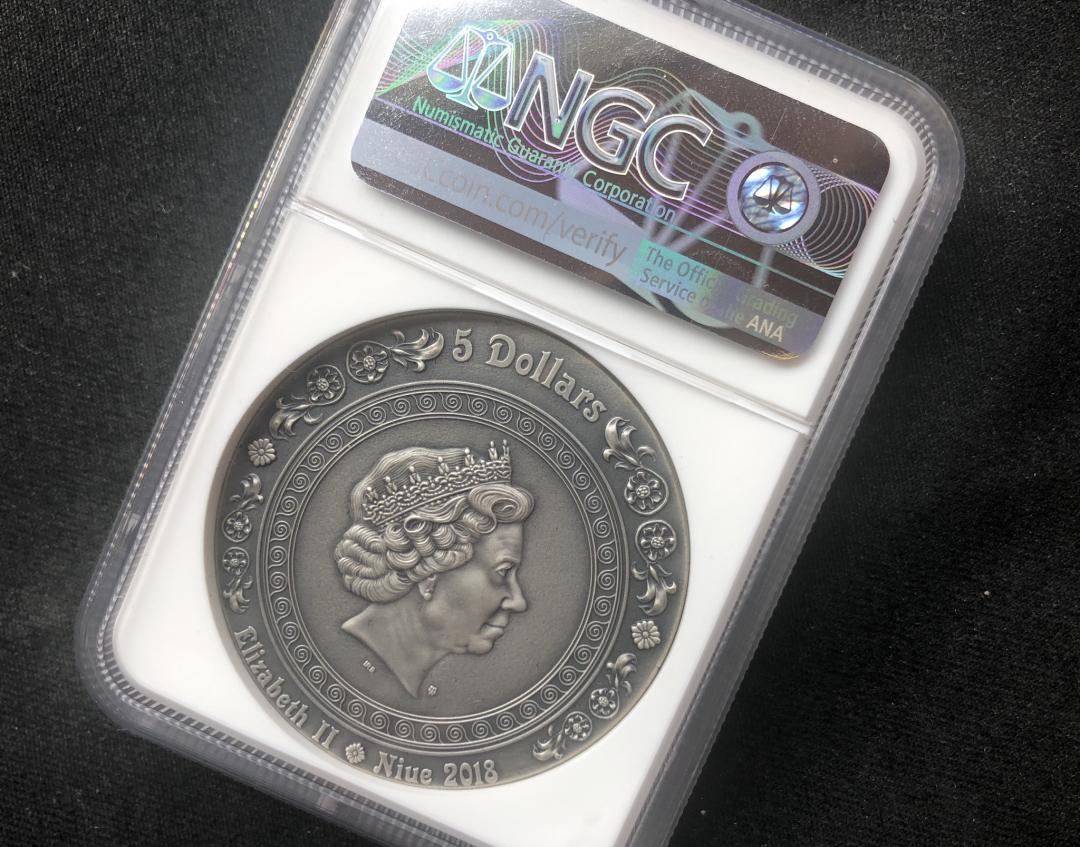 NGC
Numismatic Guaranty Corporation
coin.com/verify
The Official Grading
Service of the ANA
5 Dollars
Elizabeth II
Niue 2018